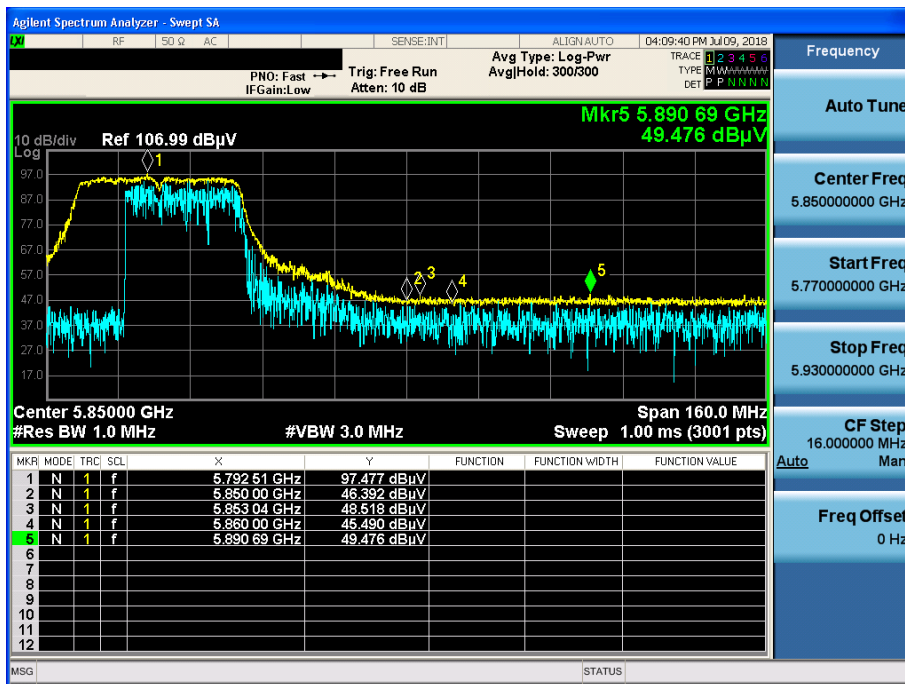 Agilent Spectrum Analyzer - Swept SA
LXI RF 50 Ω AC SENSE:INT ALIGN AUTO 04:09:40 PM Jul 09, 2018
PNO: Fast Trig: Free Run Avg Type: Log-Pwr TRACE 1 2 3 4 5 6
IFGain:Low Atten: 10 dB Avg|Hold: 300/300 TYPE M W W W W W
DET P P N N N N
Mkr5 5.890 69 GHz
49.476 dBµV
10 dB/div Ref 106.99 dBµV
Log
97.0
87.0
77.0
67.0
57.0
47.0
37.0
27.0
17.0
1
2
3
4
5
Center 5.85000 GHz Span 160.0 MHz
#Res BW 1.0 MHz #VBW 3.0 MHz Sweep 1.00 ms (3001 pts)
MKR MODE TRC SCL X Y FUNCTION FUNCTION WIDTH FUNCTION VALUE
1 N 1 f 5.792 51 GHz 97.477 dBµV
2 N 1 f 5.850 00 GHz 46.392 dBµV
3 N 1 f 5.853 04 GHz 48.518 dBµV
4 N 1 f 5.860 00 GHz 45.490 dBµV
5 N 1 f 5.890 69 GHz 49.476 dBµV
6
7
8
9
10
11
12
MSG STATUS
Frequency
Auto Tune
Center Freq
5.850000000 GHz
Start Freq
5.770000000 GHz
Stop Freq
5.930000000 GHz
CF Step
16.000000 MHz
Auto Man
Freq Offset
0 Hz